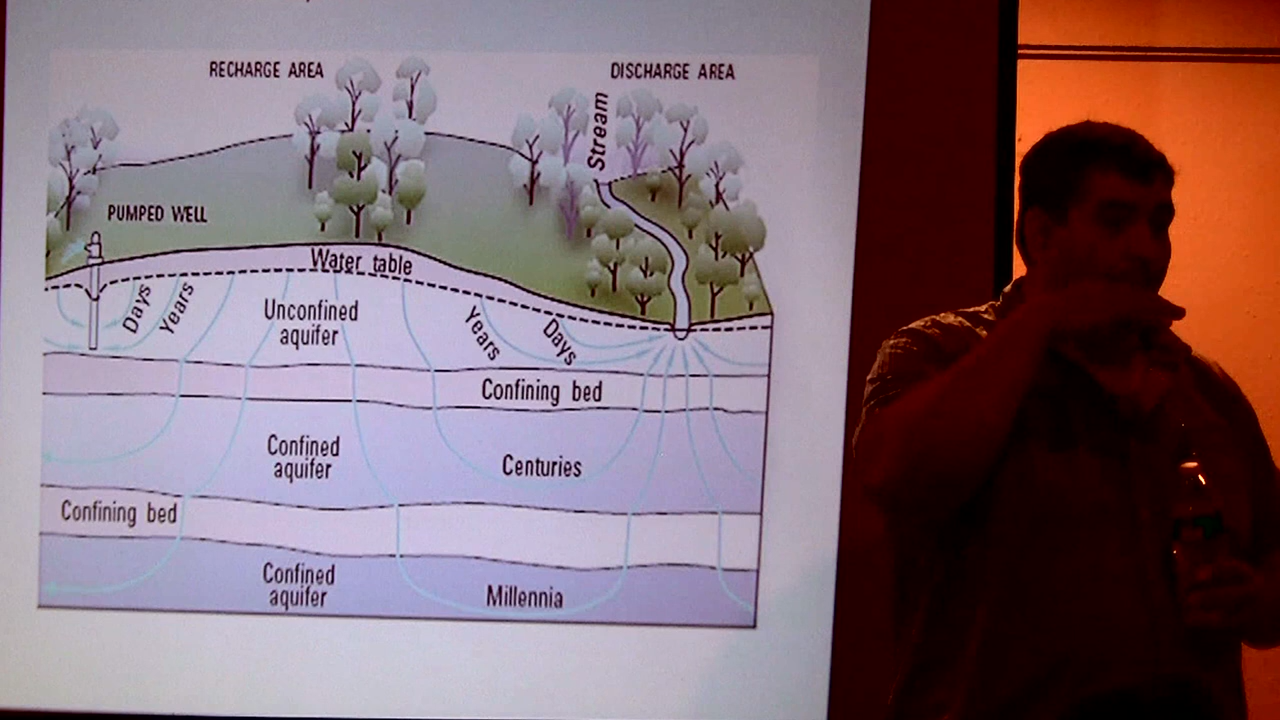 RECHARGE AREA
DISCHARGE AREA
Stream
PUMPED WELL
Water table
Days
Years
Unconfined
aquifer
Years
Days
Confining bed
Confined
aquifer
Centuries
Confining bed
Confined
aquifer
Millennia